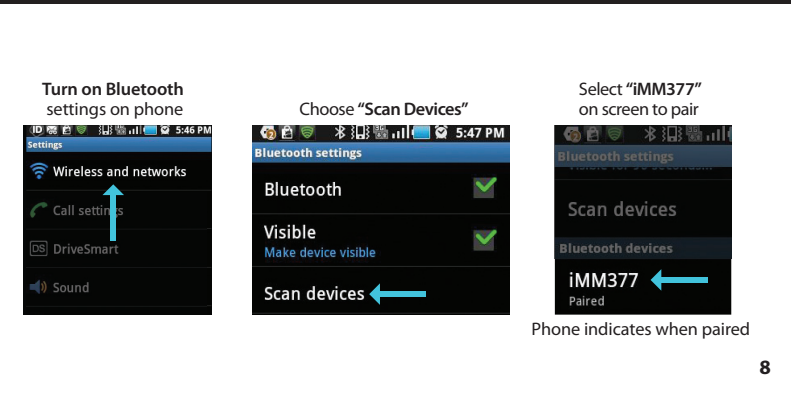 Turn on Bluetooth
settings on phone
5:46 PM
Settings
Wireless and networks
Call settings
DS DriveSmart
Sound
Choose “Scan Devices”
5:47 PM
Bluetooth settings
Bluetooth
Visible
Make device visible
Scan devices
Select “iMM377”
on screen to pair
Bluetooth settings
Scan devices
Bluetooth devices
iMM377
Paired
Phone indicates when paired
8